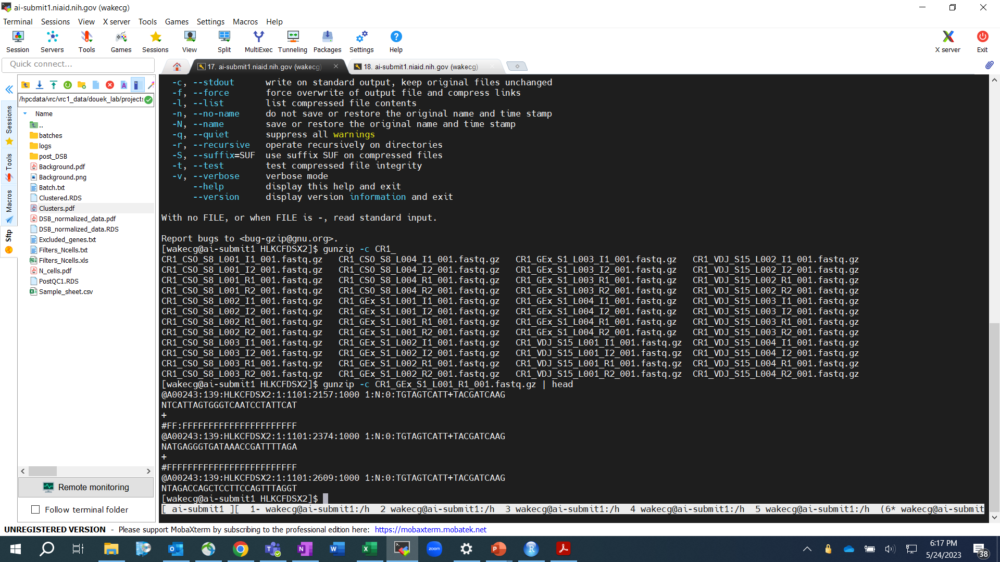 ai-submit1.niaid.nih.gov (wakecg)
Terminal Sessions View X server Tools Games Settings Macros Help
Session Servers Tools Games Sessions View Split MultiExec Tunneling Packages Settings Help X server Exit
Quick connect...
17. ai-submit1.niaid.nih.gov (wakecg)
18. ai-submit1.niaid.nih.gov (wakecg)
Sessions
Tools
Macros
Sftp
/hpcdata/vrc/vrc1_data/douek_lab/projects
Name
..
batches
logs
post_DSB
Background.pdf
Background.png
Batch.txt
Clustered.RDS
Clusters.pdf
DSB_normalized_data.pdf
DSB_normalized_data.RDS
Excluded_genes.txt
Filters_Ncells.txt
Filters_Ncells.xls
N_cells.pdf
PostQC1.RDS
Sample_sheet.csv
Remote monitoring
Follow terminal folder
-c, --stdout write on standard output, keep original files unchanged
-f, --force force overwrite of output file and compress links
-l, --list list compressed file contents
-n, --no-name do not save or restore the original name and time stamp
-N, --name save or restore the original name and time stamp
-q, --quiet suppress all warnings
-r, --recursive operate recursively on directories
-S, --suffix=SUF use suffix SUF on compressed files
-t, --test test compressed file integrity
-v, --verbose verbose mode
--help display this help and exit
--version display version information and exit
With no FILE, or when FILE is -, read standard input.
Report bugs to <bug-gzip@gnu.org>.
[wakecg@ai-submit1 HLKCFDSX2]$ gunzip -c CR1_
CR1_CSO_S8_L001_I1_001.fastq.gz CR1_CSO_S8_L004_I1_001.fastq.gz CR1_GEx_S1_L003_I1_001.fastq.gz CR1_VDJ_S15_L002_I1_001.fastq.gz
CR1_CSO_S8_L001_I2_001.fastq.gz CR1_CSO_S8_L004_I2_001.fastq.gz CR1_GEx_S1_L003_I2_001.fastq.gz CR1_VDJ_S15_L002_I2_001.fastq.gz
CR1_CSO_S8_L001_R1_001.fastq.gz CR1_CSO_S8_L004_R1_001.fastq.gz CR1_GEx_S1_L003_R1_001.fastq.gz CR1_VDJ_S15_L002_R1_001.fastq.gz
CR1_CSO_S8_L001_R2_001.fastq.gz CR1_CSO_S8_L004_R2_001.fastq.gz CR1_GEx_S1_L003_R2_001.fastq.gz CR1_VDJ_S15_L002_R2_001.fastq.gz
CR1_CSO_S8_L002_I1_001.fastq.gz CR1_GEx_S1_L001_I1_001.fastq.gz CR1_GEx_S1_L004_I1_001.fastq.gz CR1_VDJ_S15_L003_I1_001.fastq.gz
CR1_CSO_S8_L002_I2_001.fastq.gz CR1_GEx_S1_L001_I2_001.fastq.gz CR1_GEx_S1_L004_I2_001.fastq.gz CR1_VDJ_S15_L003_I2_001.fastq.gz
CR1_CSO_S8_L002_R1_001.fastq.gz CR1_GEx_S1_L001_R1_001.fastq.gz CR1_GEx_S1_L004_R1_001.fastq.gz CR1_VDJ_S15_L003_R1_001.fastq.gz
CR1_CSO_S8_L002_R2_001.fastq.gz CR1_GEx_S1_L001_R2_001.fastq.gz CR1_GEx_S1_L004_R2_001.fastq.gz CR1_VDJ_S15_L003_R2_001.fastq.gz
CR1_CSO_S8_L003_I1_001.fastq.gz CR1_GEx_S1_L002_I1_001.fastq.gz CR1_VDJ_S15_L001_I1_001.fastq.gz CR1_VDJ_S15_L004_I1_001.fastq.gz
CR1_CSO_S8_L003_I2_001.fastq.gz CR1_GEx_S1_L002_I2_001.fastq.gz CR1_VDJ_S15_L001_I2_001.fastq.gz CR1_VDJ_S15_L004_I2_001.fastq.gz
CR1_CSO_S8_L003_R1_001.fastq.gz CR1_GEx_S1_L002_R1_001.fastq.gz CR1_VDJ_S15_L001_R1_001.fastq.gz CR1_VDJ_S15_L004_R1_001.fastq.gz
CR1_CSO_S8_L003_R2_001.fastq.gz CR1_GEx_S1_L002_R2_001.fastq.gz CR1_VDJ_S15_L001_R2_001.fastq.gz CR1_VDJ_S15_L004_R2_001.fastq.gz
[wakecg@ai-submit1 HLKCFDSX2]$ gunzip -c CR1_GEx_S1_L001_R1_001.fastq.gz | head
@A00243:139:HLKCFDSX2:1:1101:2157:1000 1:N:0:TGTAGTCATT+TACGATCAAG
NTCATTAGTGGGTCAATCCTATTCAT
+
#FF:FFFFFFFFFFFFFFFFFFFFFF
@A00243:139:HLKCFDSX2:1:1101:2374:1000 1:N:0:TGTAGTCATT+TACGATCAAG
NATGAGGGTGATAAACCGATTTTAGA
+
#FFFFFFFFFFFFFFFFFFFFFFFFF
@A00243:139:HLKCFDSX2:1:1101:2609:1000 1:N:0:TGTAGTCATT+TACGATCAAG
NTAGACCAGCTCCTTCCAGTTTAGGT
[wakecg@ai-submit1 HLKCFDSX2]$
[ ai-submit1 ][ 1- wakecg@ai-submit1:/h 2 wakecg@ai-submit1:/h 3 wakecg@ai-submit1:/h 4 wakecg@ai-submit1:/h 5 wakecg@ai-submit1:/h (6* wakecg@ai-submit
UNREGISTERED VERSION - Please support MobaXterm by subscribing to the professional edition here: https://mobaxterm.mobatek.net
zoom
6:17 PM
5/24/2023
38